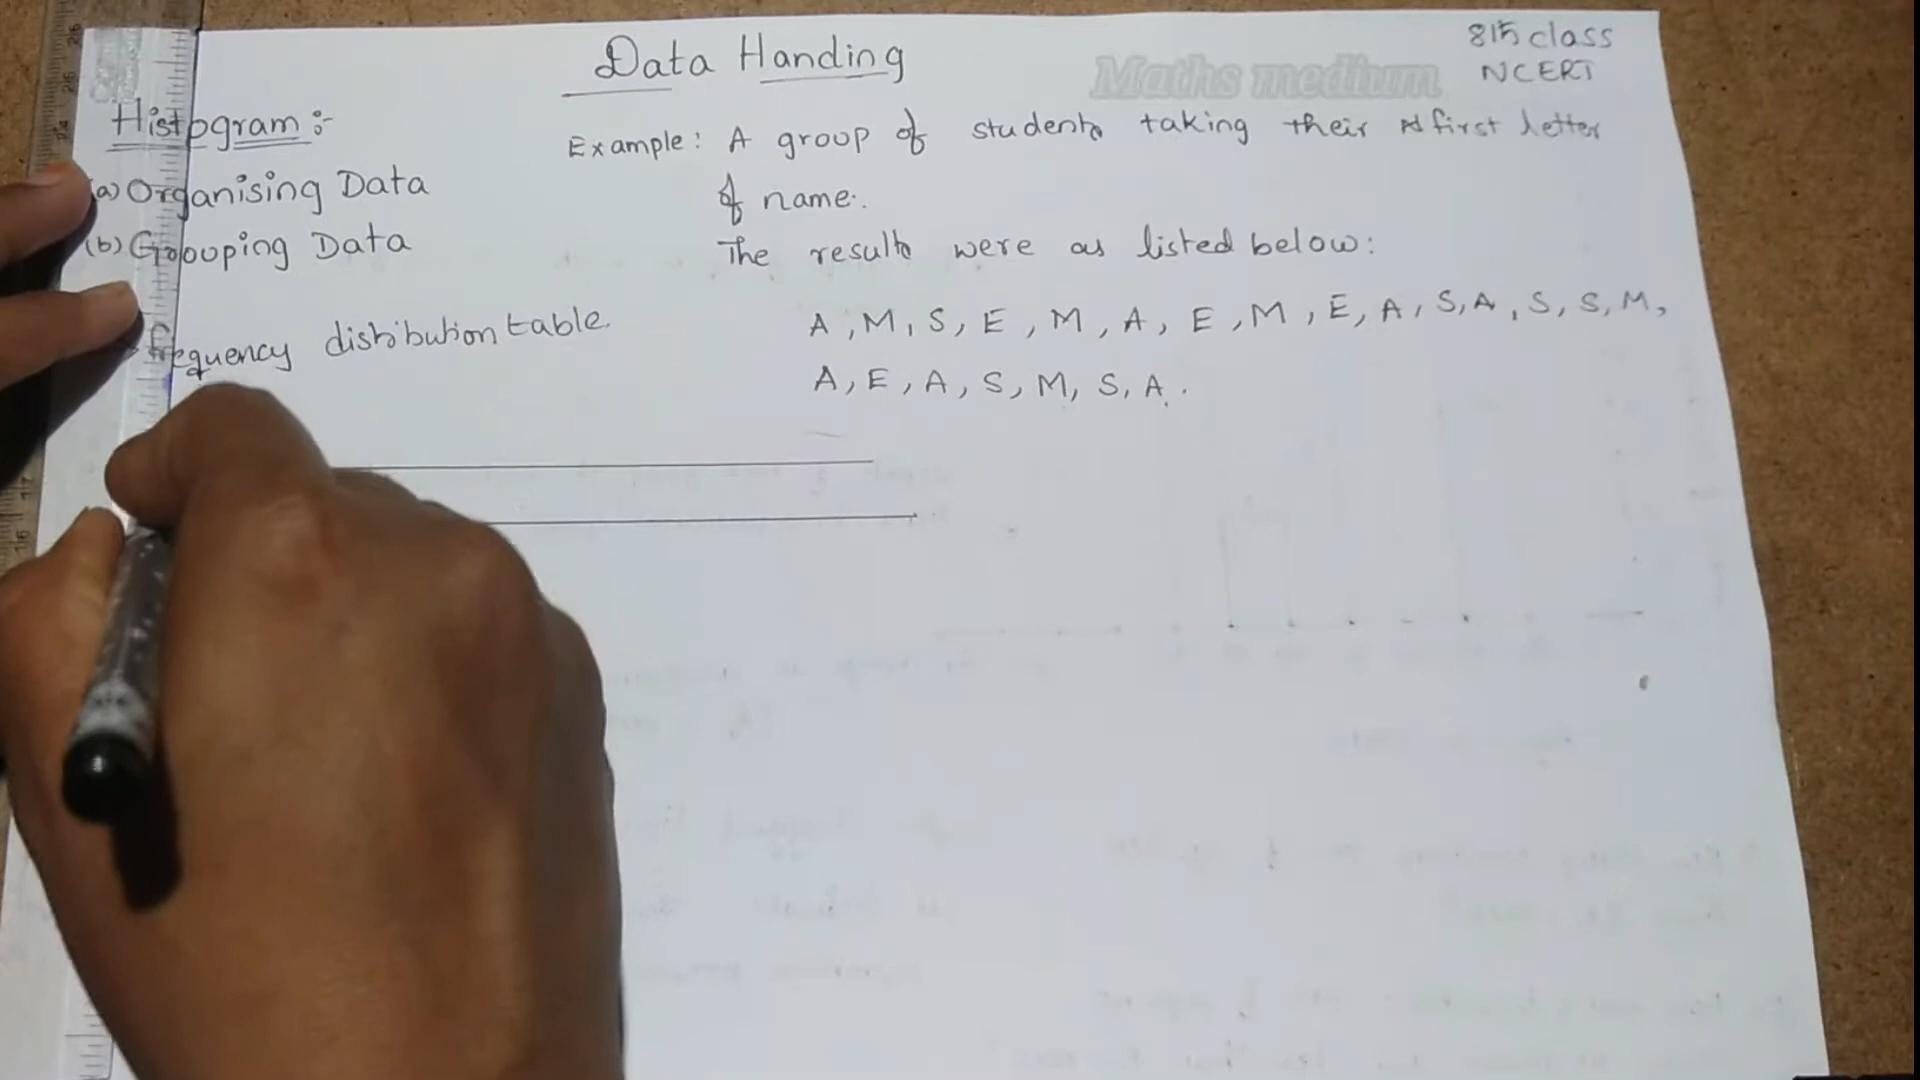 Data Handing
8th class
NCERT
Maths medium
Histogram :-
Example: A group of students taking their first letter
of name.
(a) Organising Data
(b) Grouping Data
The results were as listed below:
A, M, S, E, M, A, E, M, E, A, S, A, S, S, M,
A, E, A, S, M, S, A.
frequency distribution table